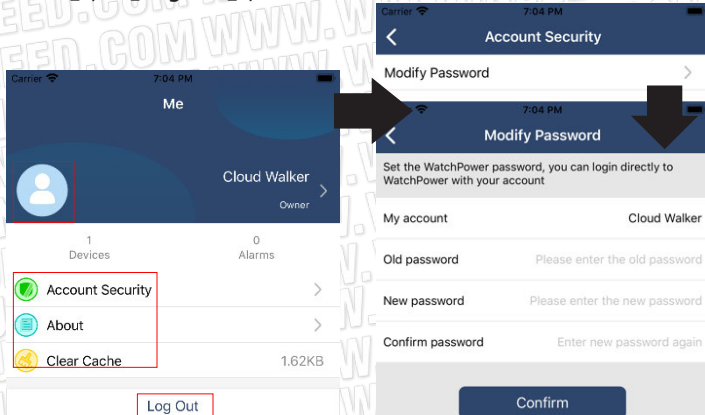 Carrier 7:04 PM
Me
Cloud Walker
Owner
1
Devices
0
Alarms
Account Security
About
Clear Cache 1.62KB
Log Out
Carrier 7:04 PM
Account Security
Modify Password
7:04 PM
Modify Password
Set the WatchPower password, you can login directly to
WatchPower with your account
My account Cloud Walker
Old password Please enter the old password
New password Please enter the new password
Confirm password Enter new password again
Confirm